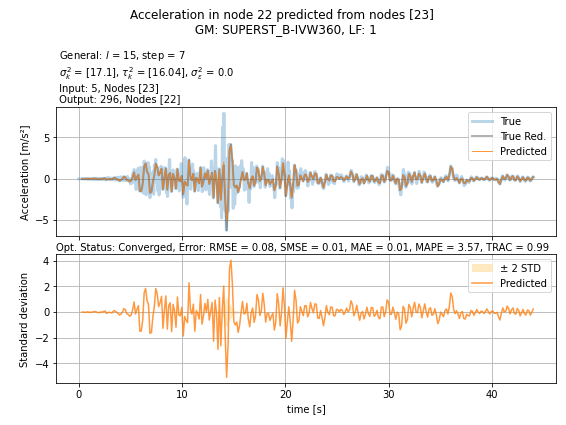 Acceleration in node 22 predicted from nodes [23]
GM: SUPERST_B-IVW360, LF: 1
General: l = 15, step = 7
σ²ₖ = [17.1], τ²ₖ = [16.04], σ²ε = 0.0
Input: 5, Nodes [23]
Output: 296, Nodes [22]
Acceleration [m/s²]
5
0
−5
True
True Red.
Predicted
Opt. Status: Converged, Error: RMSE = 0.08, SMSE = 0.01, MAE = 0.01, MAPE = 3.57, TRAC = 0.99
Standard deviation
4
2
0
−2
−4
± 2 STD
Predicted
0 10 20 30 40
time [s]